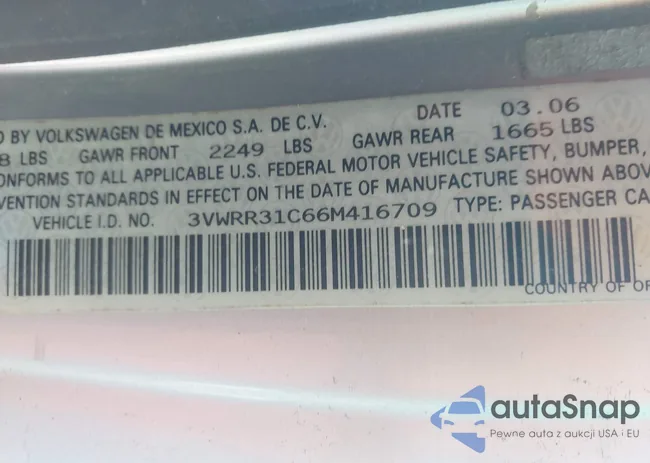 D BY VOLKSWAGEN DE MEXICO S.A. DE C.V. DATE 03.06
8 LBS GAWR FRONT 2249 LBS GAWR REAR 1665 LBS
CONFORMS TO ALL APPLICABLE U.S. FEDERAL MOTOR VEHICLE SAFETY, BUMPER,
VENTION STANDARDS IN EFFECT ON THE DATE OF MANUFACTURE SHOWN ABOV
VEHICLE I.D. NO. 3VWRR31C66M416709 TYPE: PASSENGER CA
COUNTRY OF OR
autaSnap
Pewne auta z aukcji USA i EU